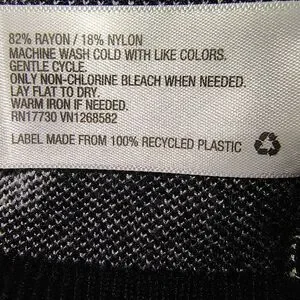 82% RAYON / 18% NYLON
MACHINE WASH COLD WITH LIKE COLORS.
GENTLE CYCLE.
ONLY NON-CHLORINE BLEACH WHEN NEEDED.
LAY FLAT TO DRY.
WARM IRON IF NEEDED.
RN17730 VN1268582
LABEL MADE FROM 100% RECYCLED PLASTIC